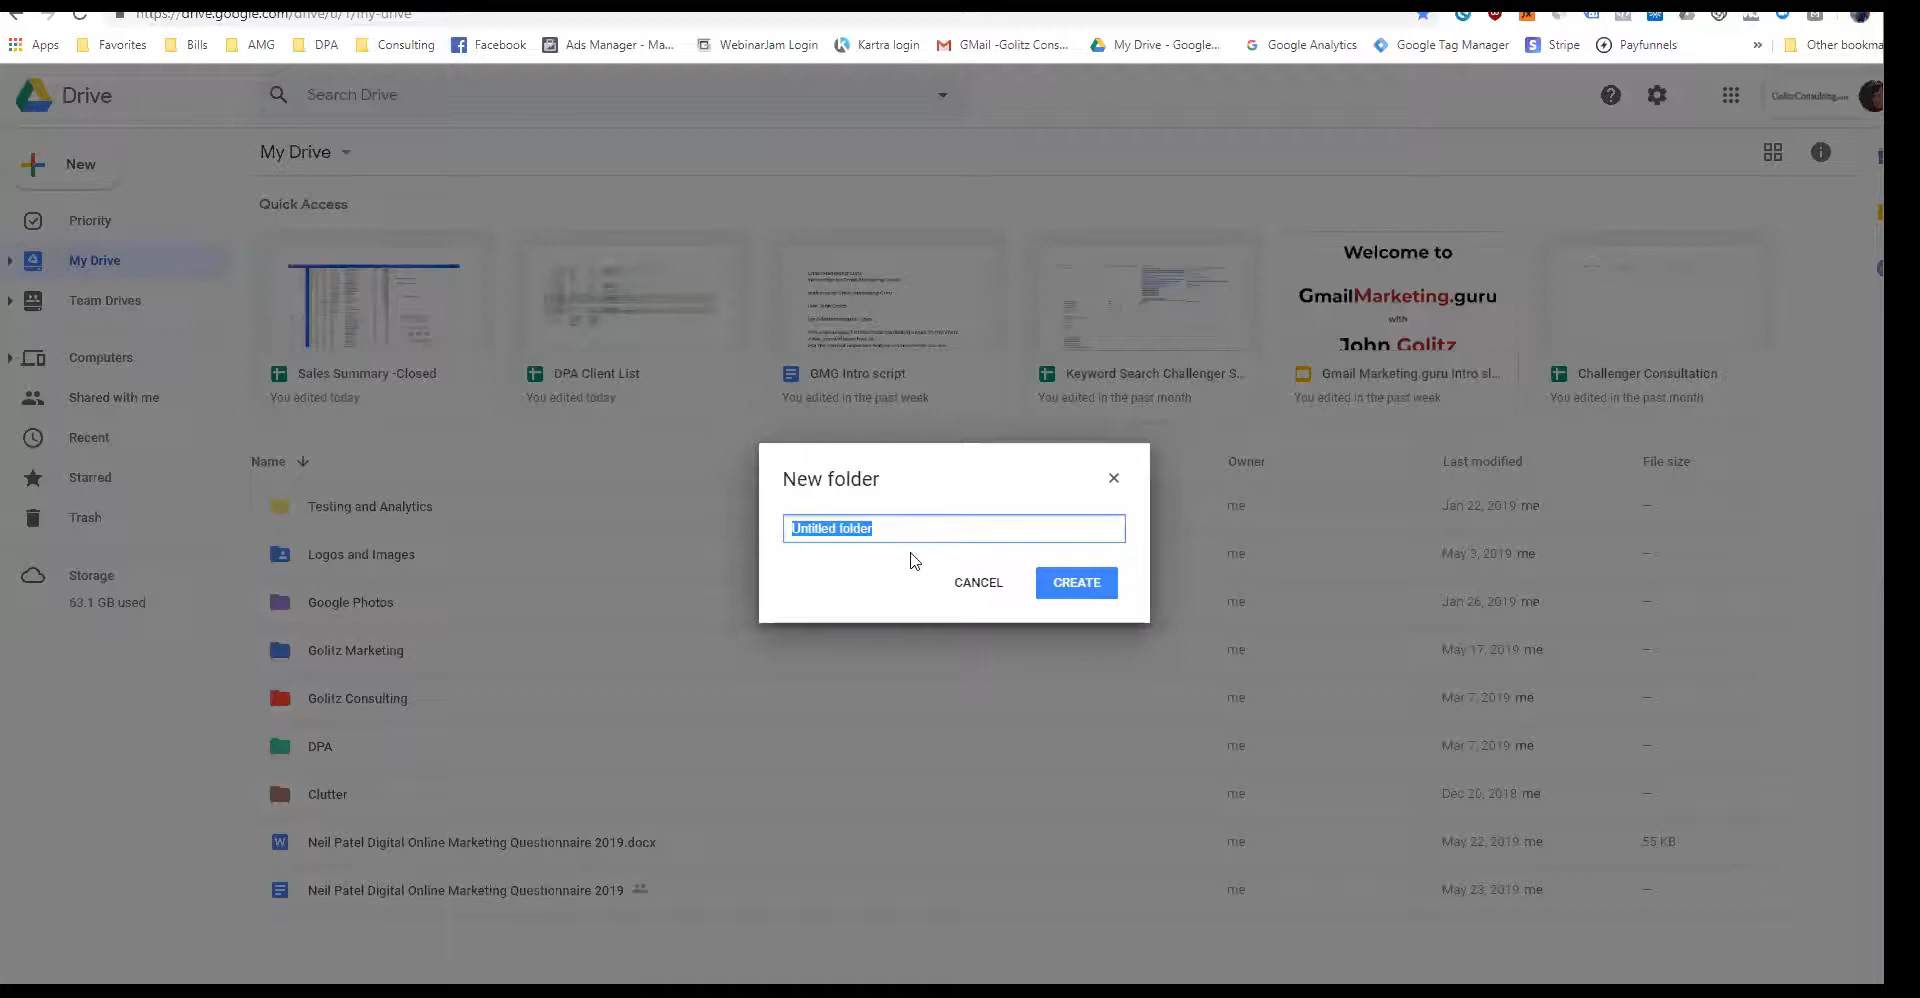 https://drive.google.com/drive/u/1/my-drive
Apps Favorites Bills AMG DPA Consulting Facebook Ads Manager - Ma... WebinarJam Login Kartra login GMail -Golitz Cons... My Drive - Google... Google Analytics Google Tag Manager Stripe Payfunnels » Other bookma
Drive Search Drive GolitzConsulting.com
New My Drive
Priority Quick Access
My Drive
Team Drives
Computers
Shared with me
Recent
Starred
Trash
Storage
63.1 GB used
Welcome to
GmailMarketing.guru
with
John Golitz
Sales Summary -Closed DPA Client List GMG Intro script Keyword Search Challenger S... Gmail Marketing.guru Intro sl... Challenger Consultation
You edited today You edited today You edited in the past week You edited in the past month You edited in the past week You edited in the past month
Name Owner Last modified File size
Testing and Analytics me Jan 22, 2019 me —
Logos and Images me May 3, 2019 me —
Google Photos me Jan 26, 2019 me —
Golitz Marketing me May 17, 2019 me —
Golitz Consulting me Mar 7, 2019 me —
DPA me Mar 7, 2019 me —
Clutter me Dec 20, 2018 me —
Neil Patel Digital Online Marketing Questionnaire 2019.docx me May 22, 2019 me 55 KB
Neil Patel Digital Online Marketing Questionnaire 2019 me May 23, 2019 me —
New folder
Untitled folder
CANCEL CREATE